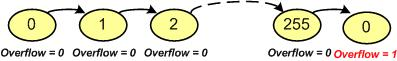 0 1 2 255 0
Overflow = 0 Overflow = 0 Overflow = 0 Overflow = 0 Overflow = 1